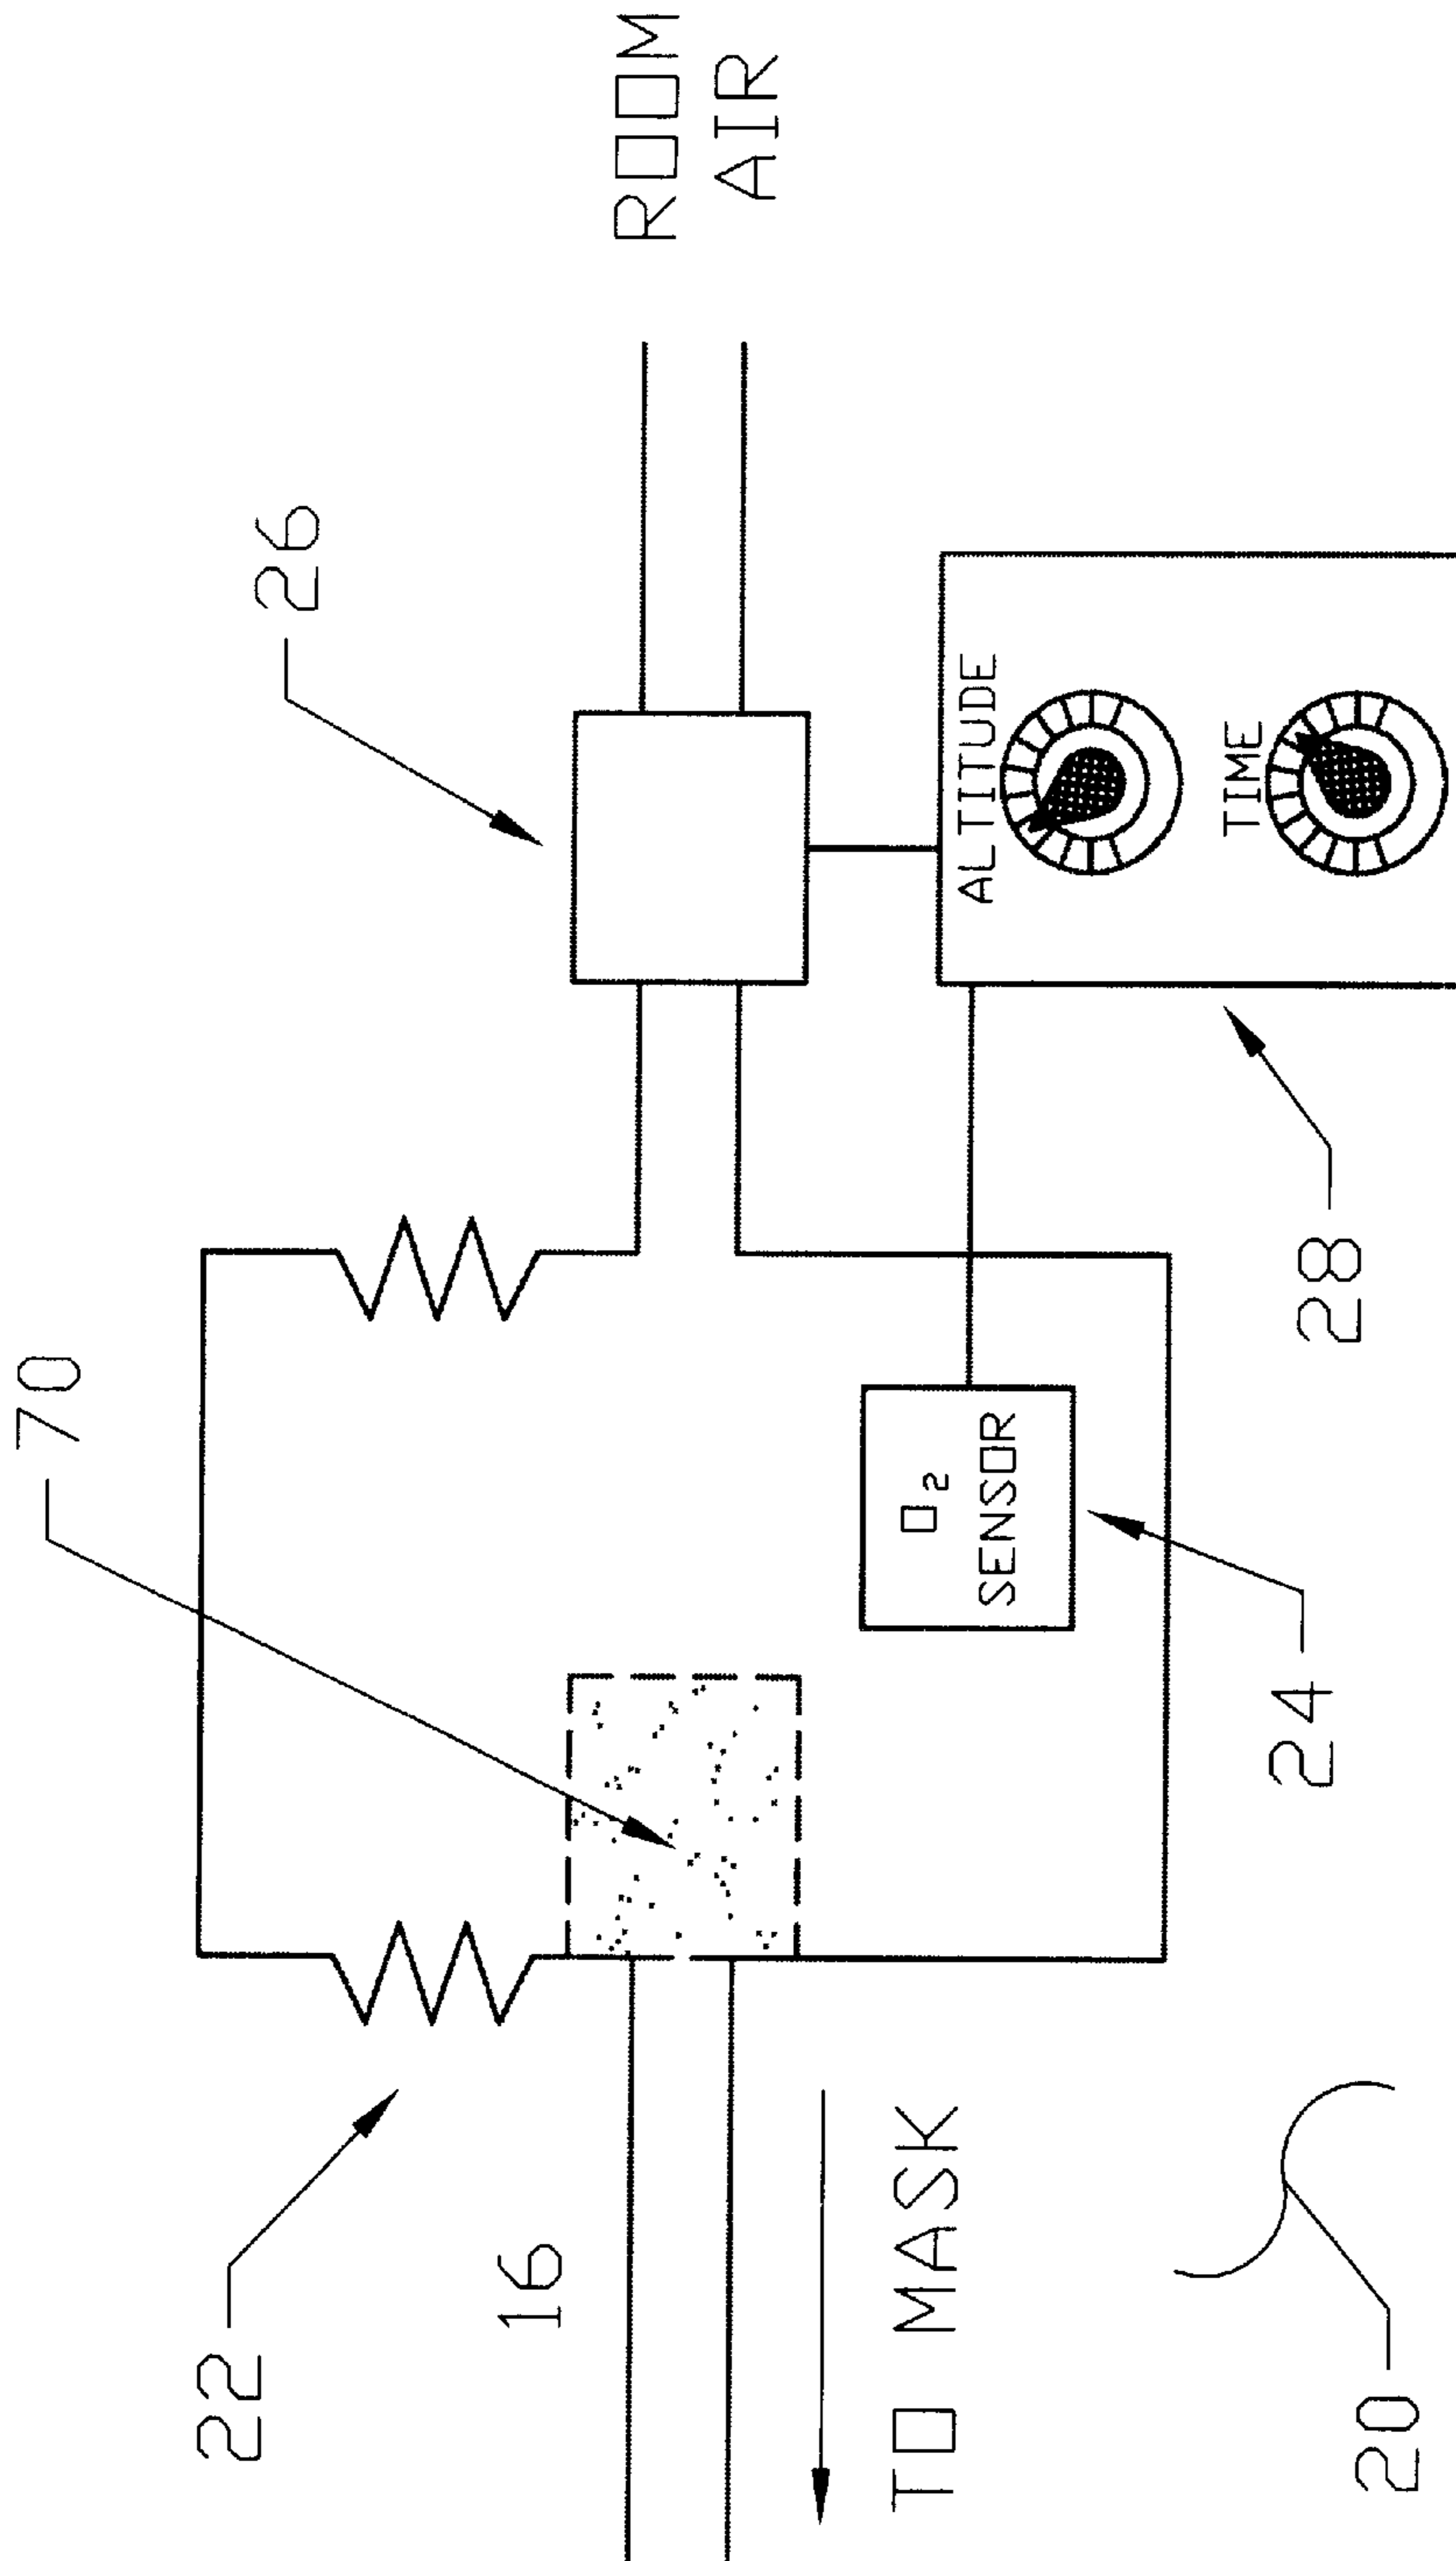 70
26
ROOM
AIR
22
16
O2
SENSOR
ALTITUDE
TIME
TO MASK
24
28
20